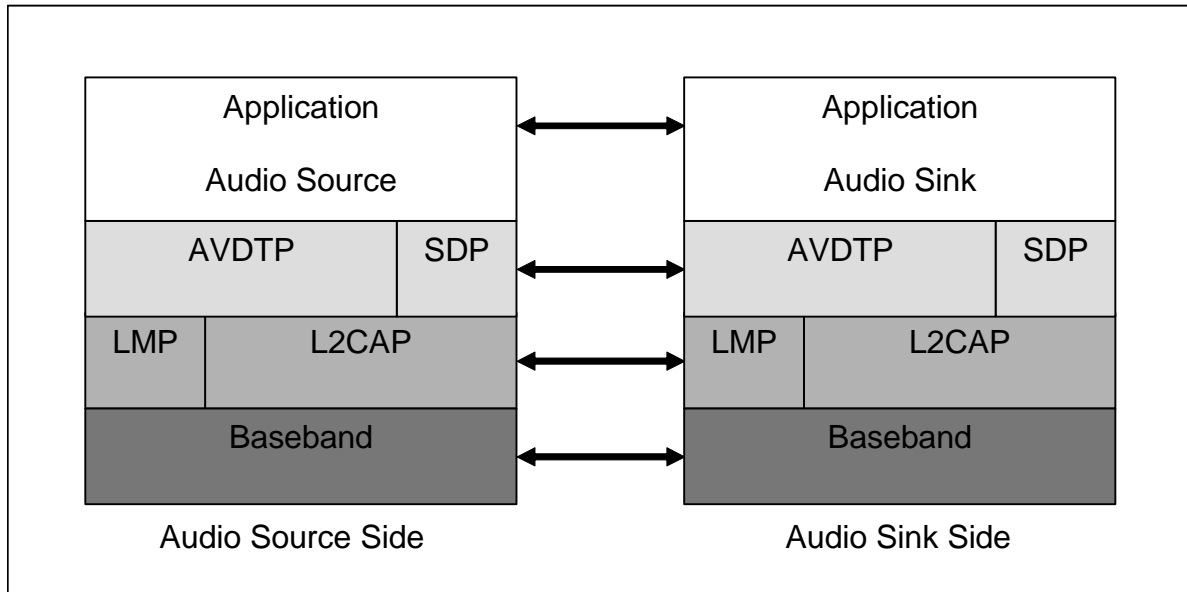 Application
Audio Source
AVDTP
SDP
LMP
L2CAP
Baseband
Audio Source Side
Application
Audio Sink
AVDTP
SDP
LMP
L2CAP
Baseband
Audio Sink Side